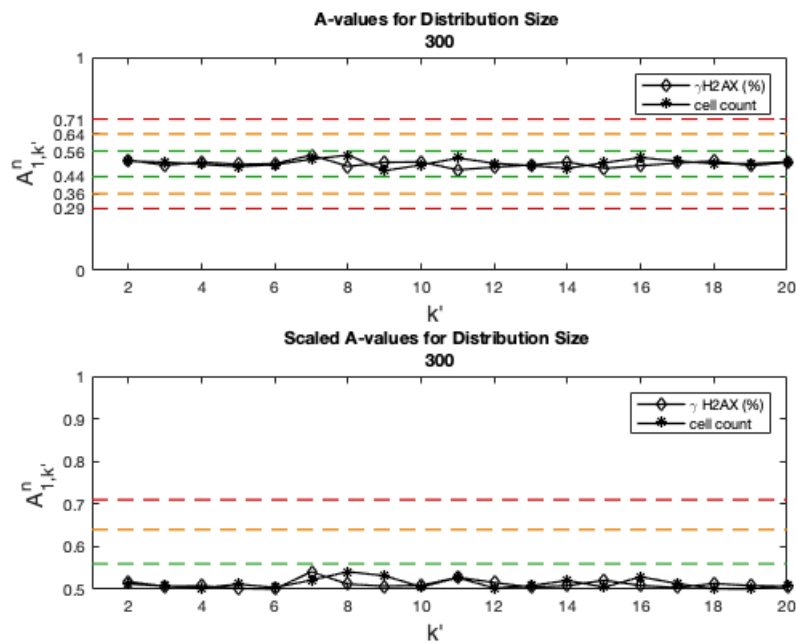 A-values for Distribution Size
300
1
0.71
0.64
0.56
0.44
0.36
0.29
0
A^n_{1,k'}
γH2AX (%)
cell count
2 4 6 8 10 12 14 16 18 20
k'
Scaled A-values for Distribution Size
300
1
0.9
0.8
0.7
0.6
0.5
A^n_{1,k'}
γ H2AX (%)
cell count
2 4 6 8 10 12 14 16 18 20
k'